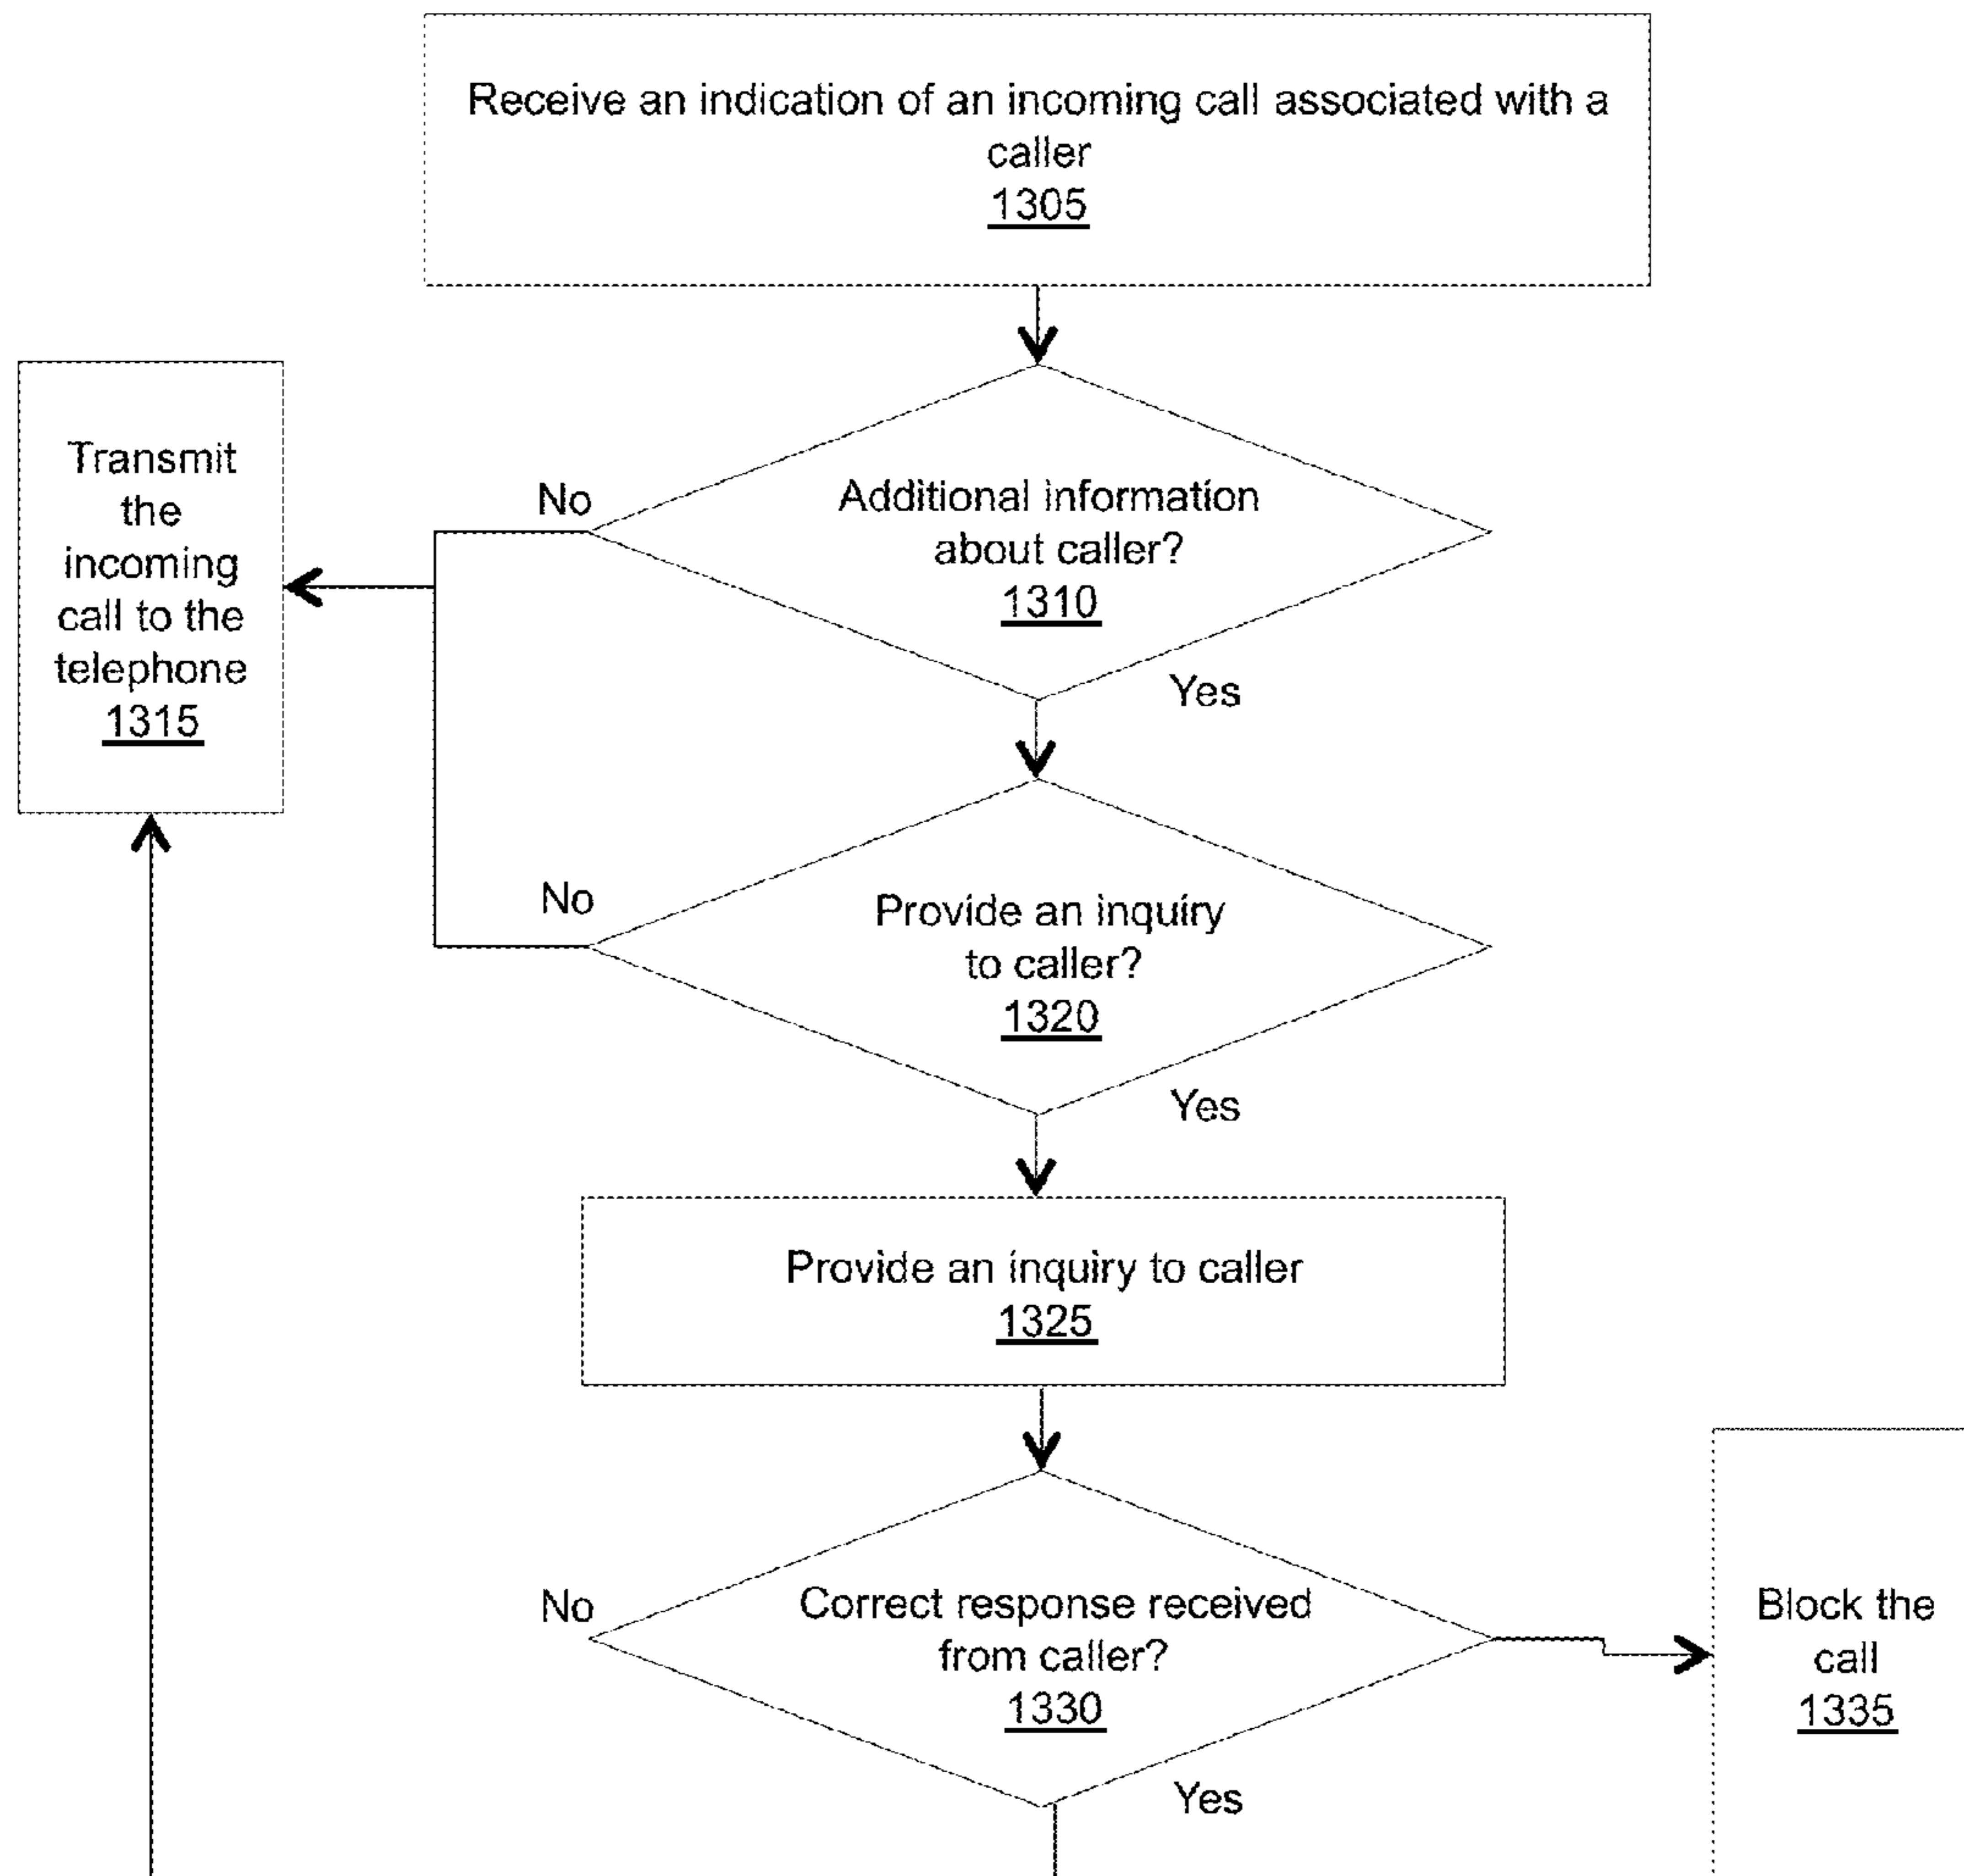 Receive an indication of an incoming call associated with a
caller
1305
Transmit
the
incoming
call to the
telephone
1315
No
Additional information
about caller?
1310
Yes
No
Provide an inquiry
to caller?
1320
Yes
Provide an inquiry to caller
1325
No
Correct response received
from caller?
1330
Yes
Block the
call
1335